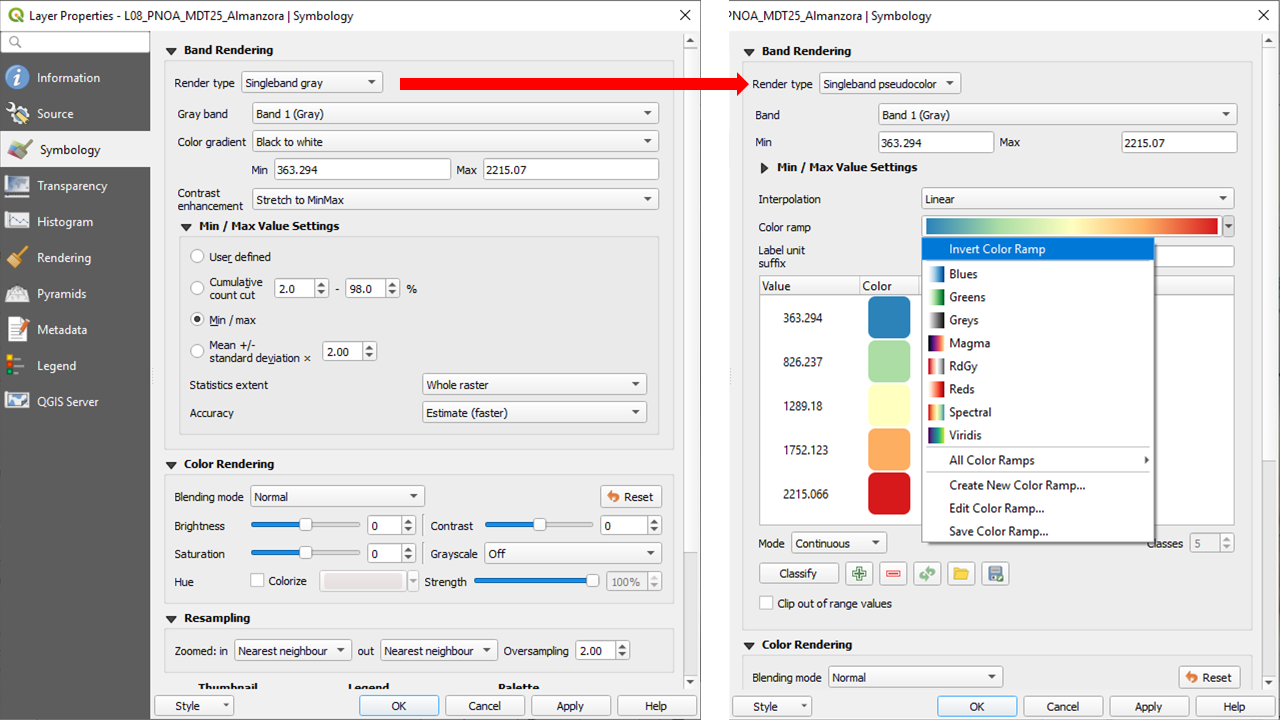 Layer Properties - L08_PNOA_MDT25_Almanzora | Symbology
Information
Source
Symbology
Transparency
Histogram
Rendering
Pyramids
Metadata
Legend
QGIS Server
Band Rendering
Render type Singleband gray
Gray band Band 1 (Gray)
Color gradient Black to white
Min 363.294 Max 2215.07
Contrast
enhancement Stretch to MinMax
Min / Max Value Settings
User defined
Cumulative
count cut 2.0 - 98.0 %
Min / max
Mean +/-
standard deviation × 2.00
Statistics extent Whole raster
Accuracy Estimate (faster)
Color Rendering
Blending mode Normal Reset
Brightness 0 Contrast 0
Saturation 0 Grayscale Off
Hue Colorize Strength 100%
Resampling
Zoomed: in Nearest neighbour out Nearest neighbour Oversampling 2.00
Thumbnail Legend Palette
Style OK Cancel Apply Help
PNOA_MDT25_Almanzora | Symbology
Band Rendering
Render type Singleband pseudocolor
Band Band 1 (Gray)
Min 363.294 Max 2215.07
Min / Max Value Settings
Interpolation Linear
Color ramp
Label unit
suffix
Value Color
363.294
826.237
1289.18
1752.123
2215.066
Invert Color Ramp
Blues
Greens
Greys
Magma
RdGy
Reds
Spectral
Viridis
All Color Ramps
Create New Color Ramp...
Edit Color Ramp...
Save Color Ramp...
Mode Continuous Classes 5
Classify
Clip out of range values
Color Rendering
Blending mode Normal Reset
Style OK Cancel Apply Help